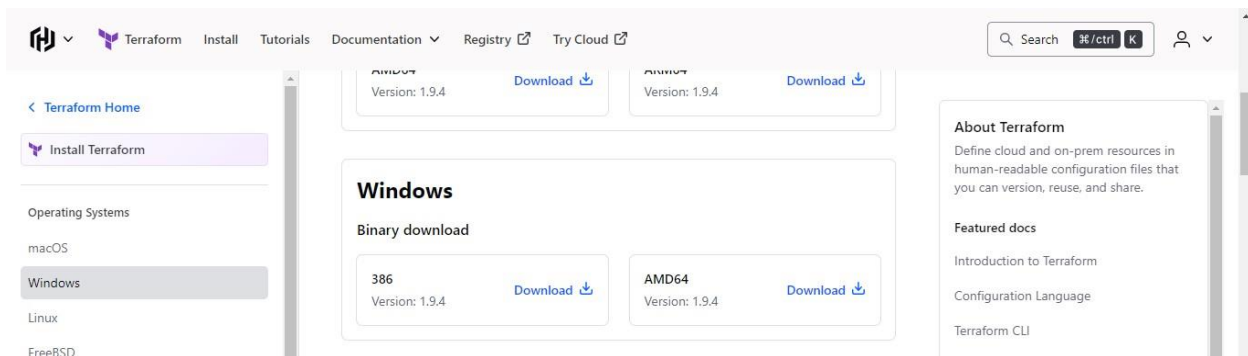 Terraform Install Tutorials Documentation Registry Try Cloud Search ⌘/ctrl K
Terraform Home
Install Terraform
Operating Systems
macOS
Windows
Linux
FreeBSD
AMD64 Download ARM64 Download
Version: 1.9.4 Version: 1.9.4
Windows
Binary download
386 Download AMD64 Download
Version: 1.9.4 Version: 1.9.4
About Terraform
Define cloud and on-prem resources in
human-readable configuration files that
you can version, reuse, and share.
Featured docs
Introduction to Terraform
Configuration Language
Terraform CLI